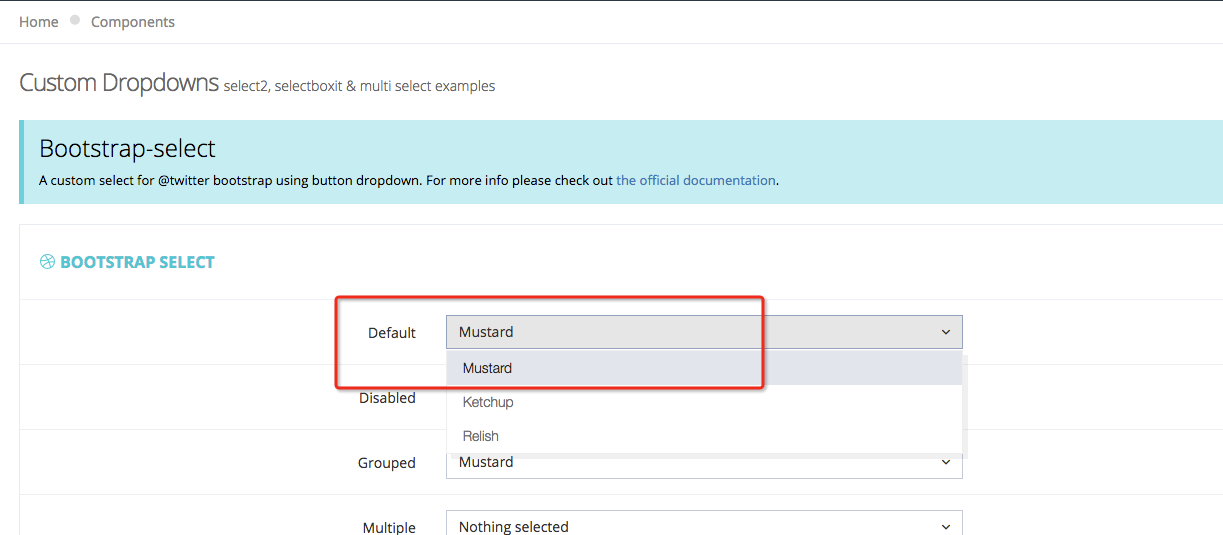 Home Components
Custom Dropdowns select2, selectboxit & multi select examples
Bootstrap-select
A custom select for @twitter bootstrap using button dropdown. For more info please check out the official documentation.
BOOTSTRAP SELECT
Default Mustard
Mustard
Disabled
Ketchup
Relish
Grouped Mustard
Multiple Nothing selected